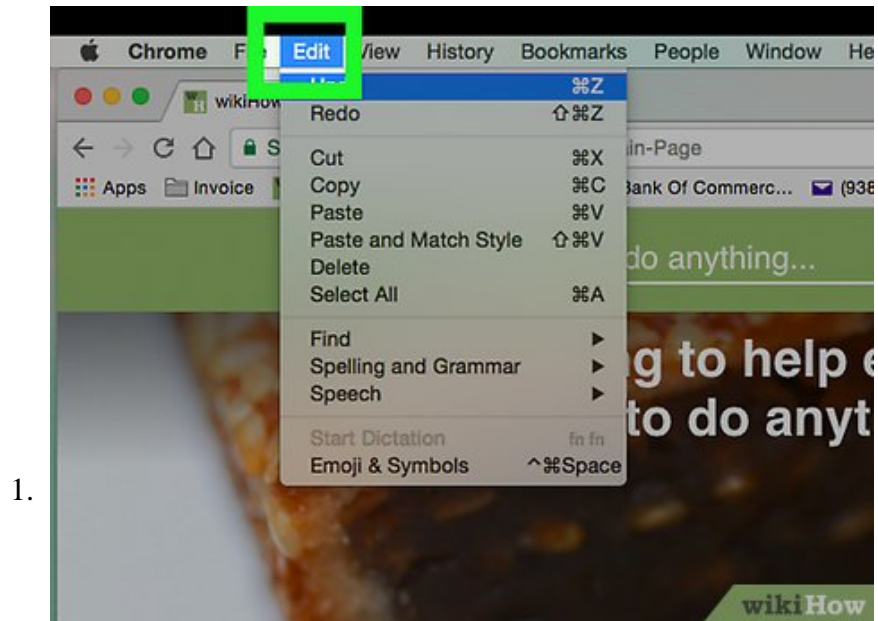 Chrome F Edit View History Bookmarks People Window He
wikiHow
⌘Z
Redo ⇧⌘Z
S in-Page
Cut ⌘X
Apps Invoice Copy ⌘C Bank Of Commerc... (938
Paste ⌘V
Paste and Match Style ⇧⌘V
do anything...
Delete
Select All ⌘A
Find ▶
g to help e
Spelling and Grammar ▶
Speech ▶
to do anyt
Start Dictation fn fn
Emoji & Symbols ^⌘Space
1.
wikiHow